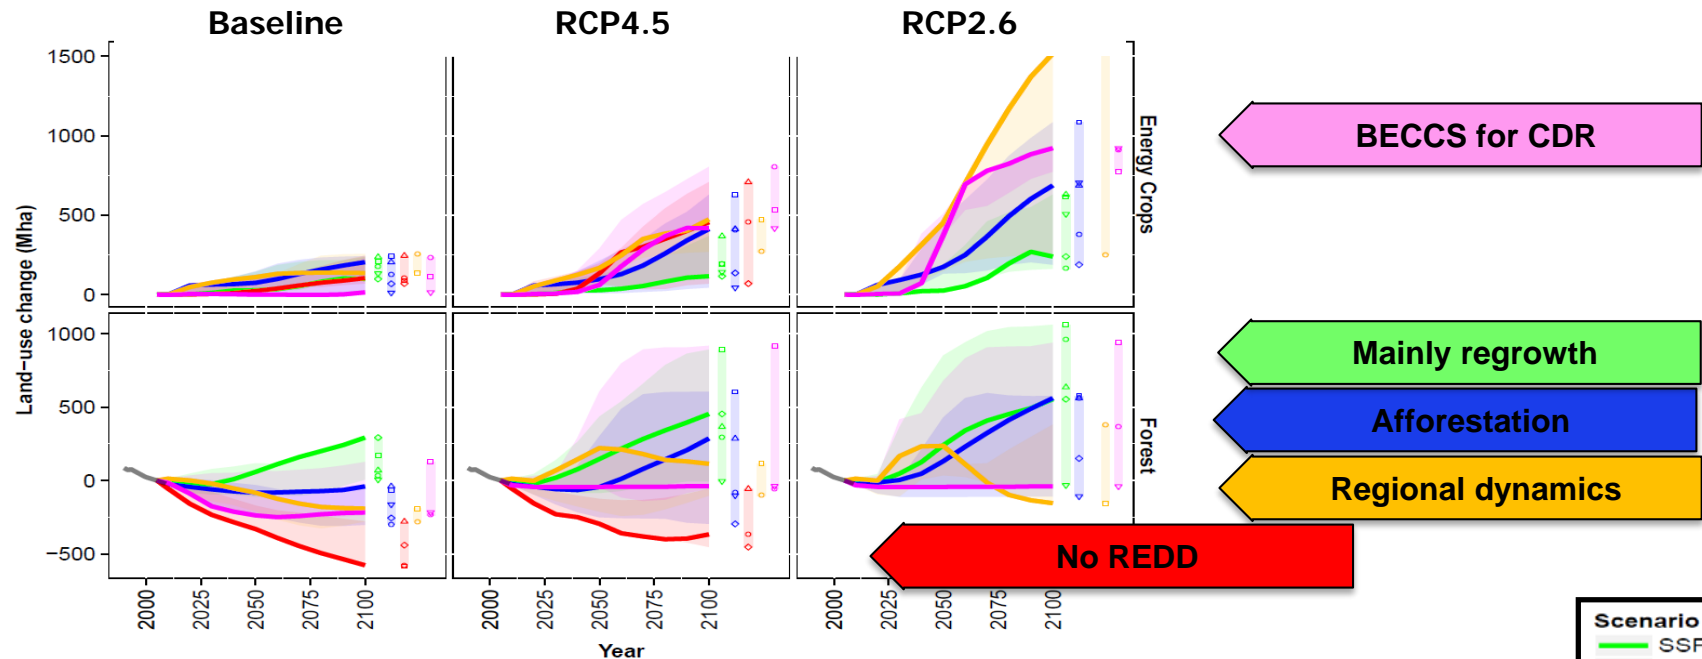 Baseline
RCP4.5
RCP2.6
Land-use change (Mha)
1500
1000
500
0
Energy Crops
BECCS for CDR
1000
500
0
−500
Forest
Mainly regrowth
Afforestation
Regional dynamics
No REDD
2000
2025
2050
2075
2100
2000
2025
2050
2075
2100
2000
2025
2050
2075
2100
Year
Scenario